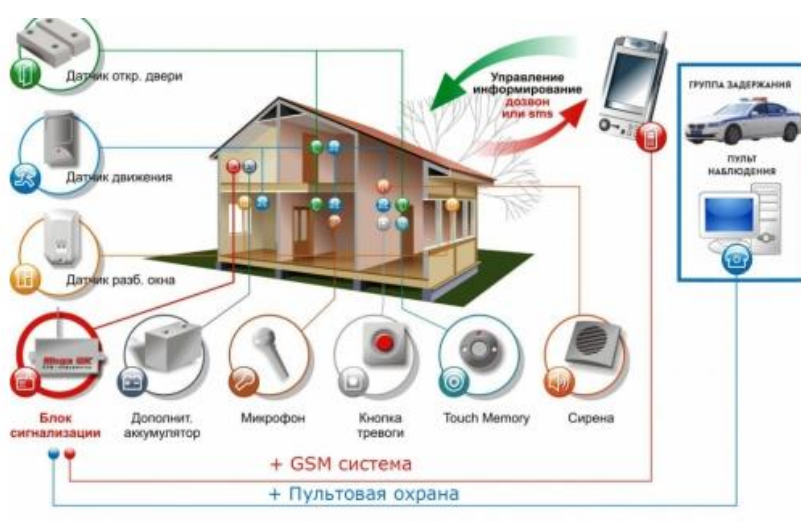 Датчик откр. двери
Управление
информирование
дозвон
или sms
ГРУППА ЗАДЕРЖАНИЯ
ПУЛЬТ
НАБЛЮДЕНИЯ
Датчик движения
Датчик разб. окна
Блок
сигнализации
Дополнит.
аккумулятор
Микрофон
Кнопка
тревоги
Touch Memory
Сирена
+ GSM система
+ Пультовая охрана